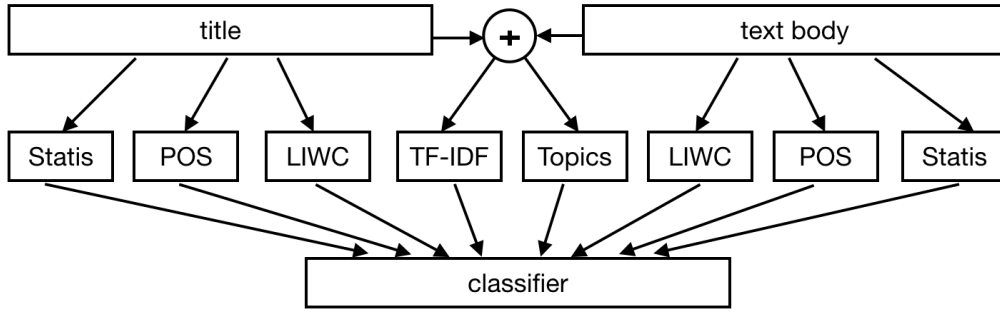 title
+
text body
Statis
POS
LIWC
TF-IDF
Topics
LIWC
POS
Statis
classifier